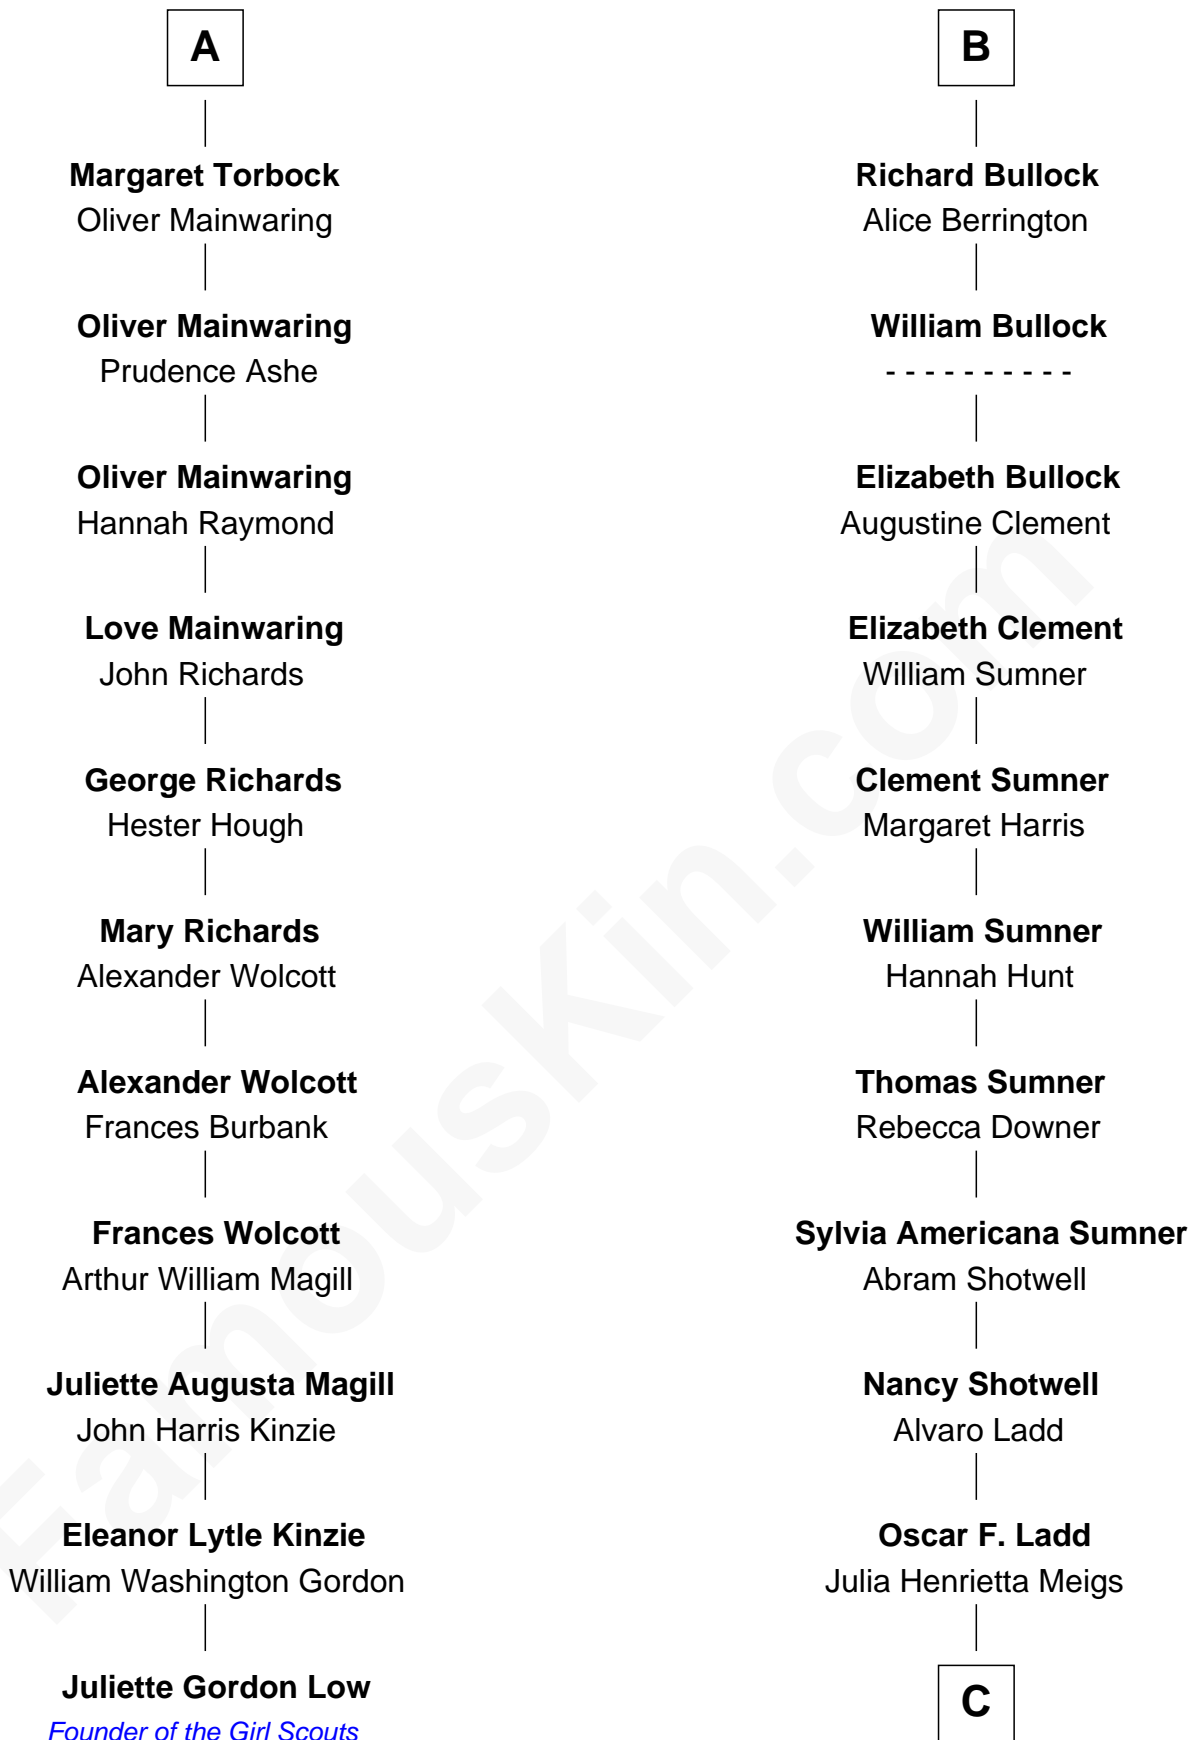 A
Margaret Torbock
Oliver Mainwaring
Oliver Mainwaring
Prudence Ashe
Oliver Mainwaring
Hannah Raymond
Love Mainwaring
John Richards
George Richards
Hester Hough
Mary Richards
Alexander Wolcott
Alexander Wolcott
Frances Burbank
Frances Wolcott
Arthur William Magill
Juliette Augusta Magill
John Harris Kinzie
Eleanor Lytle Kinzie
William Washington Gordon
Juliette Gordon Low
Founder of the Girl Scouts
B
Richard Bullock
Alice Berrington
William Bullock
- - - - - - - - - -
Elizabeth Bullock
Augustine Clement
Elizabeth Clement
William Sumner
Clement Sumner
Margaret Harris
William Sumner
Hannah Hunt
Thomas Sumner
Rebecca Downer
Sylvia Americana Sumner
Abram Shotwell
Nancy Shotwell
Alvaro Ladd
Oscar F. Ladd
Julia Henrietta Meigs
C
FamousKin.com